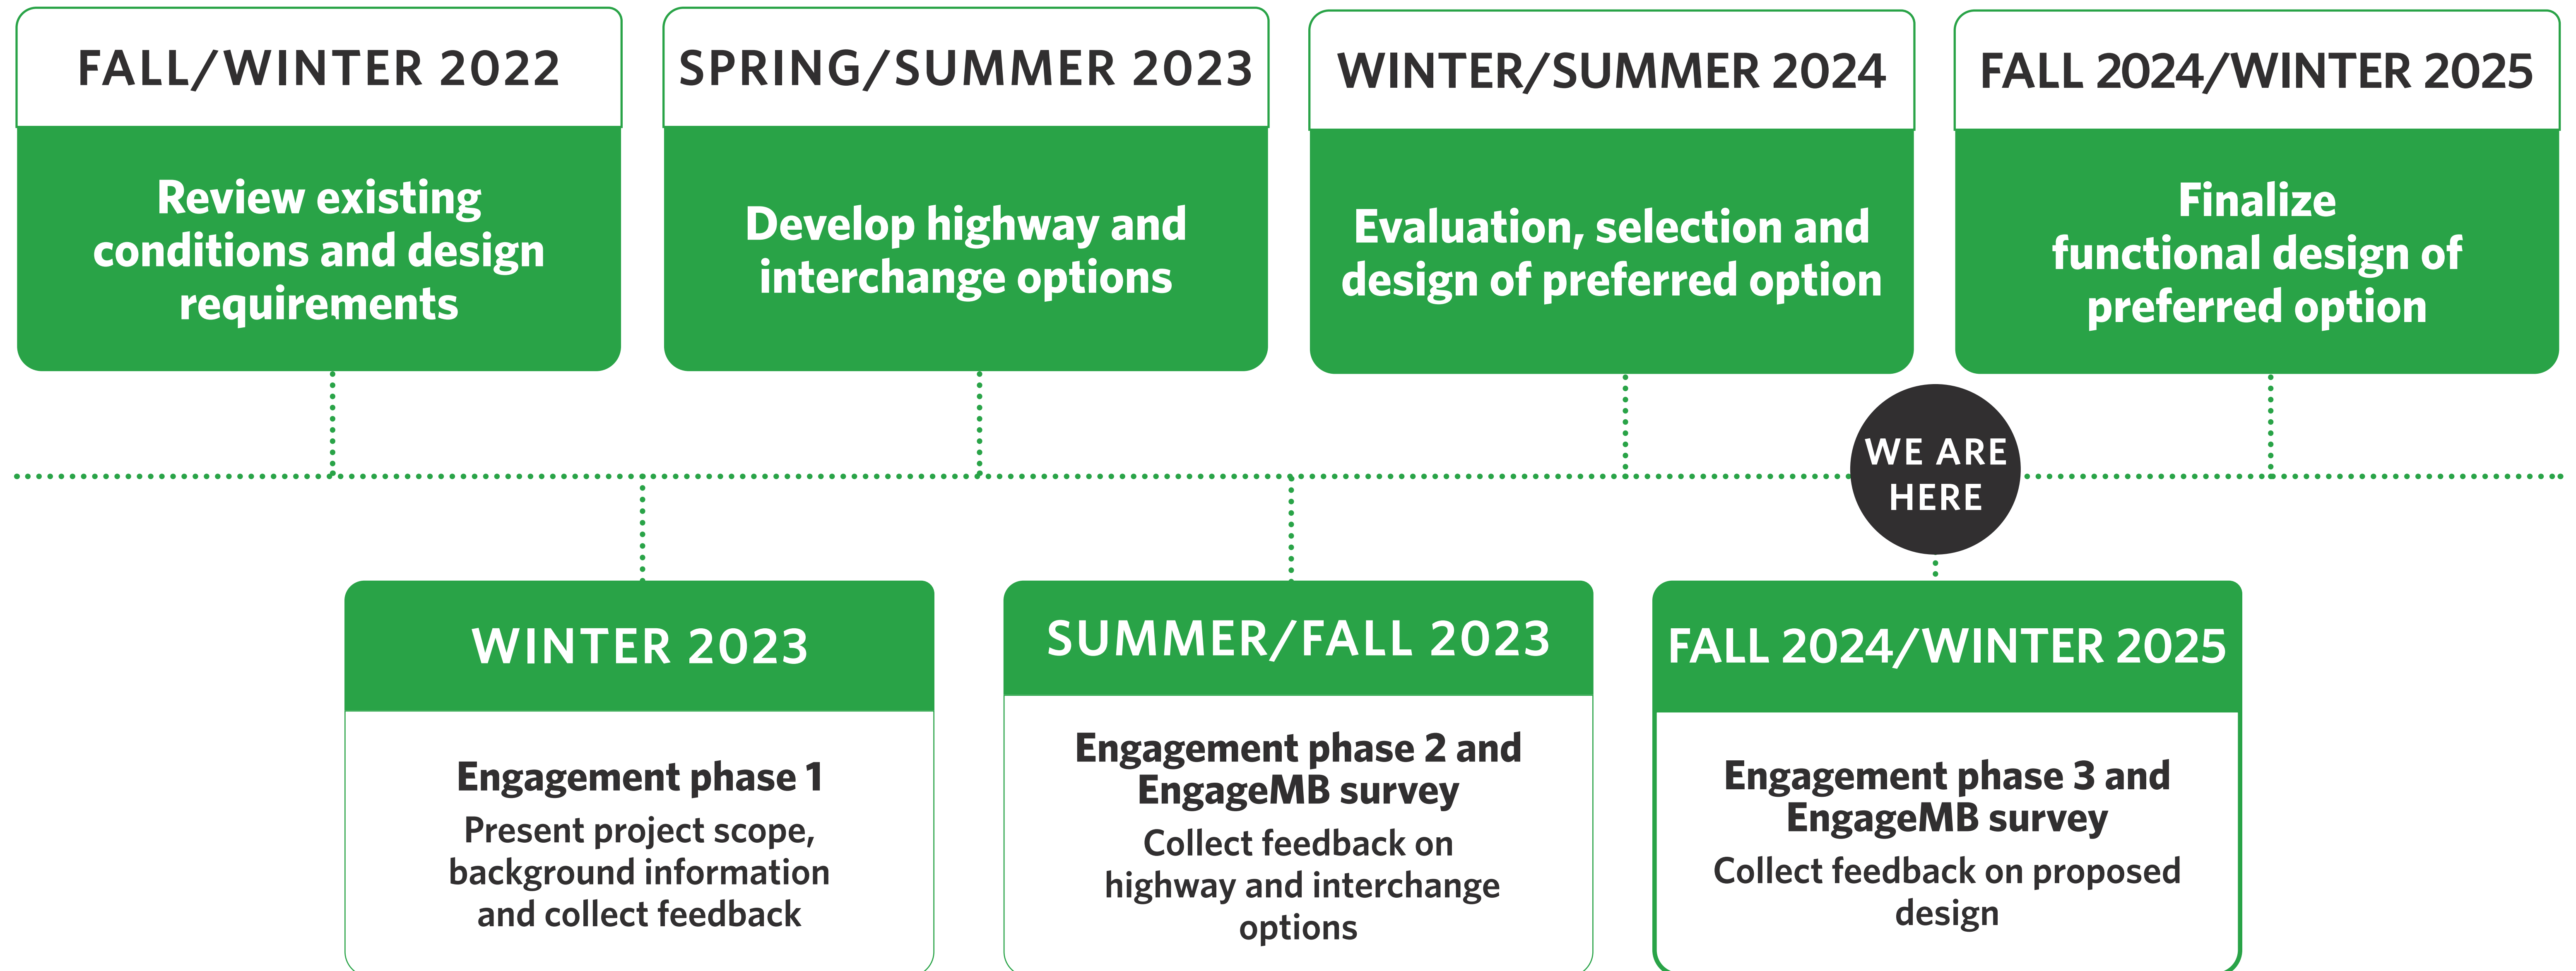 FALL/WINTER 2022
Review existing
conditions and design
requirements
SPRING/SUMMER 2023
Develop highway and
interchange options
WINTER/SUMMER 2024
Evaluation, selection and
design of preferred option
FALL 2024/WINTER 2025
Finalize
functional design of
preferred option
WE ARE
HERE
WINTER 2023
Engagement phase 1
Present project scope,
background information
and collect feedback
SUMMER/FALL 2023
Engagement phase 2 and
EngageMB survey
Collect feedback on
highway and interchange
options
FALL 2024/WINTER 2025
Engagement phase 3 and
EngageMB survey
Collect feedback on proposed
design